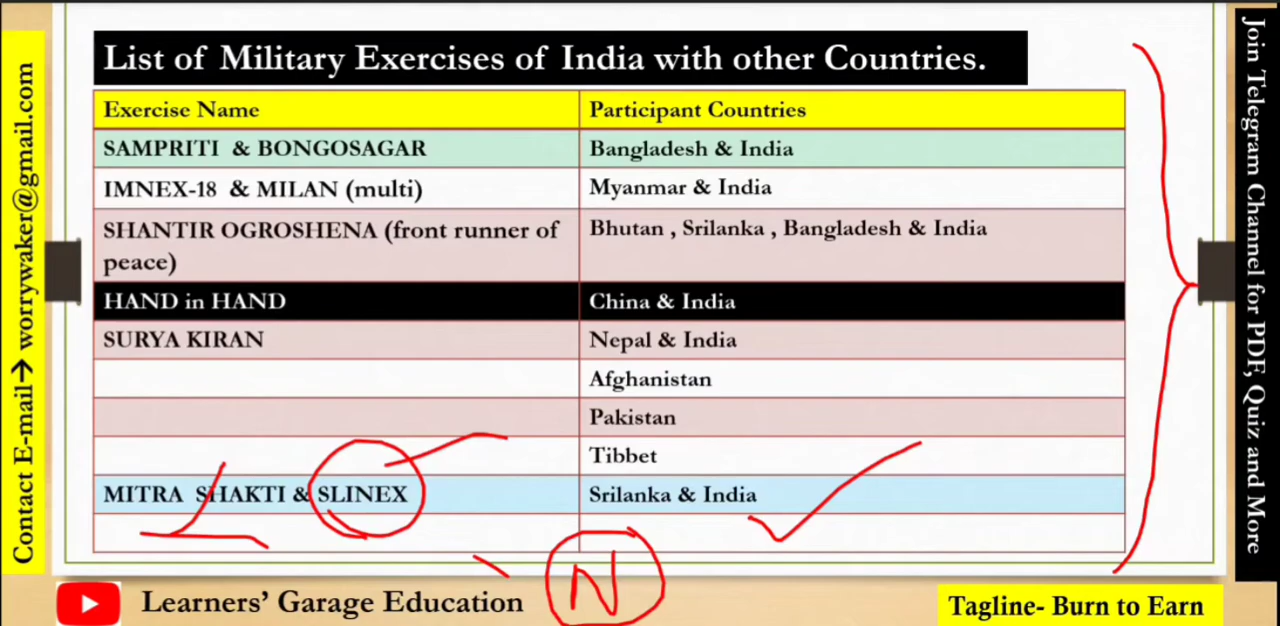 List of Military Exercises of India with other Countries.
Exercise Name Participant Countries
SAMPRITI & BONGOSAGAR Bangladesh & India
IMNEX-18 & MILAN (multi) Myanmar & India
SHANTIR OGROSHENA (front runner of Bhutan , Srilanka , Bangladesh & India
peace)
HAND in HAND China & India
SURYA KIRAN Nepal & India
Afghanistan
Pakistan
Tibbet
MITRA SHAKTI & SLINEX Srilanka & India
N
Learners' Garage Education
Tagline- Burn to Earn
Contact E-mail→ worrywaker@gmail.com
Join Telegram Channel for PDF, Quiz and More